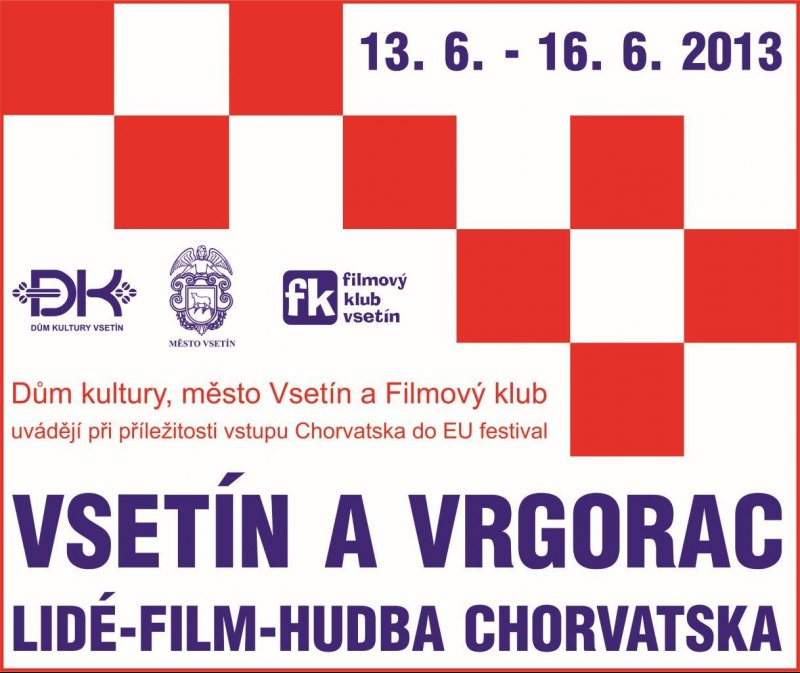 13. 6. - 16. 6. 2013
DK
DŮM KULTURY VSETÍN
MĚSTO VSETÍN
fk
filmový
klub
vsetín
Dům kultury, město Vsetín a Filmový klub
uvádějí při příležitosti vstupu Chorvatska do EU festival
VSETÍN A VRGORAC
LIDÉ-FILM-HUDBA CHORVATSKA